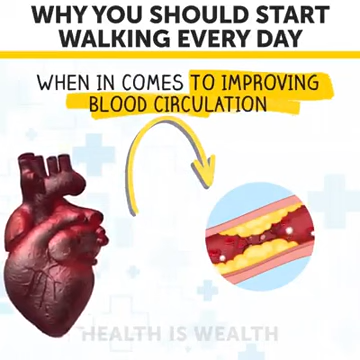 WHY YOU SHOULD START
WALKING EVERY DAY
WHEN IN COMES TO IMPROVING
BLOOD CIRCULATION
HEALTH IS WEALTH